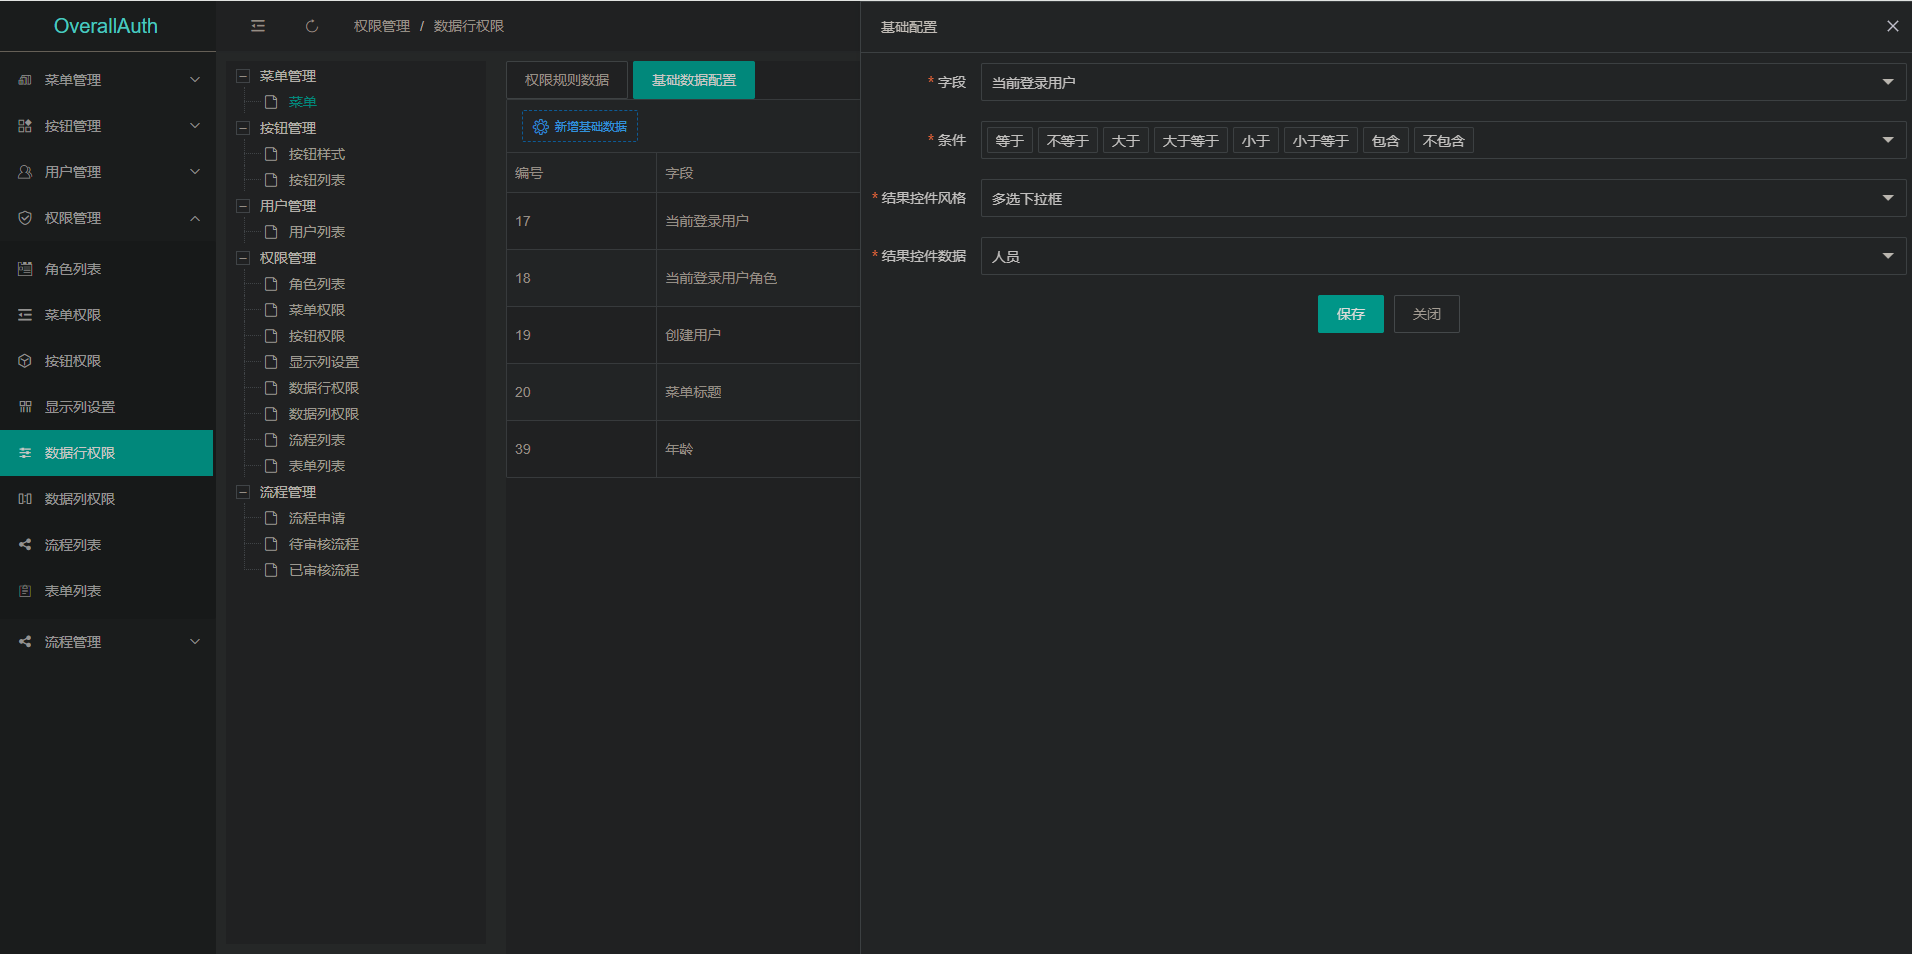 OverallAuth
菜单管理
按钮管理
用户管理
权限管理
角色列表
菜单权限
按钮权限
显示列设置
数据行权限
数据列权限
流程列表
表单列表
流程管理
权限管理 / 数据行权限
菜单管理
菜单
按钮管理
按钮样式
按钮列表
用户管理
用户列表
权限管理
角色列表
菜单权限
按钮权限
显示列设置
数据行权限
数据列权限
流程列表
表单列表
流程管理
流程申请
待审核流程
已审核流程
权限规则数据 基础数据配置
新增基础数据
编号 字段
17 当前登录用户
18 当前登录用户角色
19 创建用户
20 菜单标题
39 年龄
基础配置
* 字段 当前登录用户
* 条件 等于 不等于 大于 大于等于 小于 小于等于 包含 不包含
* 结果控件风格 多选下拉框
* 结果控件数据 人员
保存 关闭